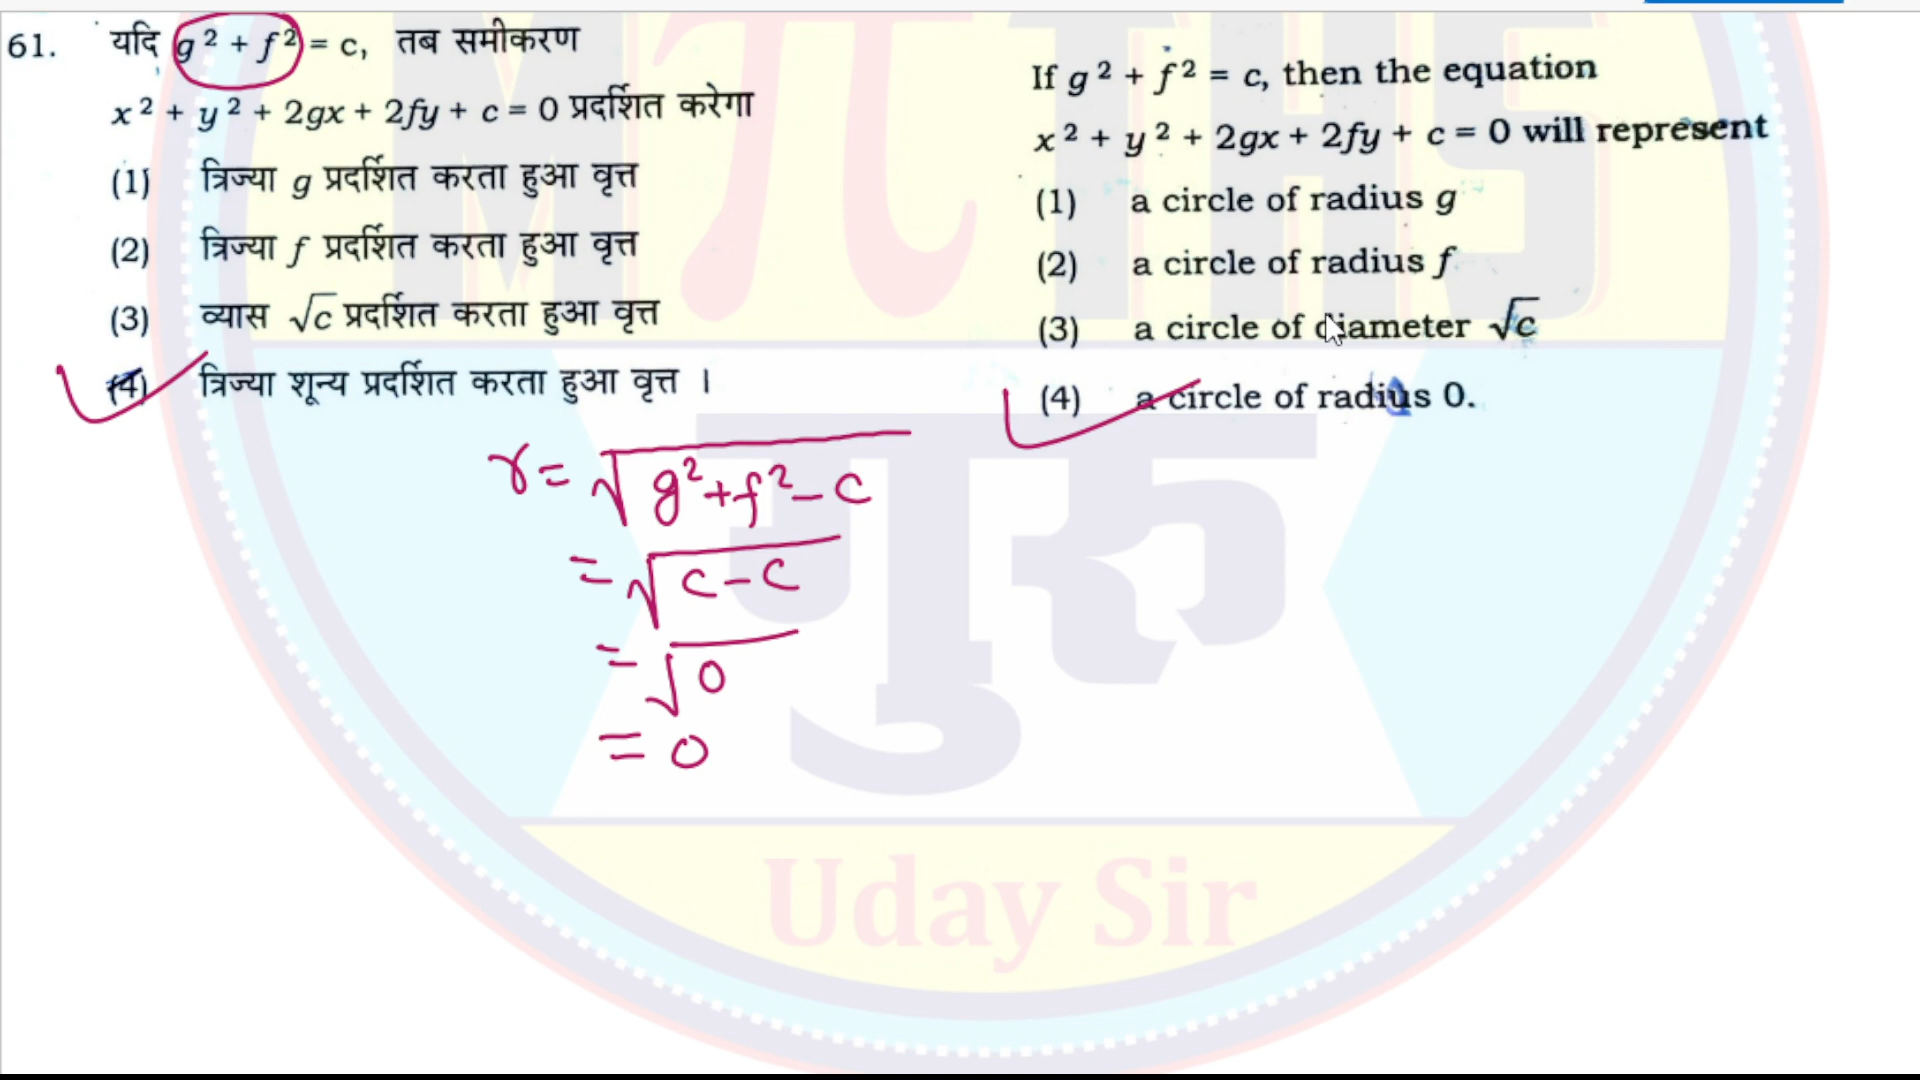 61. यदि g² + f² = c, तब समीकरण
x² + y² + 2gx + 2fy + c = 0 प्रदर्शित करेगा
(1) त्रिज्या g प्रदर्शित करता हुआ वृत्त
(2) त्रिज्या f प्रदर्शित करता हुआ वृत्त
(3) व्यास √c प्रदर्शित करता हुआ वृत्त
(4) त्रिज्या शून्य प्रदर्शित करता हुआ वृत्त ।
If g² + f² = c, then the equation
x² + y² + 2gx + 2fy + c = 0 will represent
(1) a circle of radius g
(2) a circle of radius f
(3) a circle of diameter √c
(4) a circle of radius 0.
r = √g²+f²-c
= √c-c
= √0
= 0
MπTHS
गुरु
Uday Sir